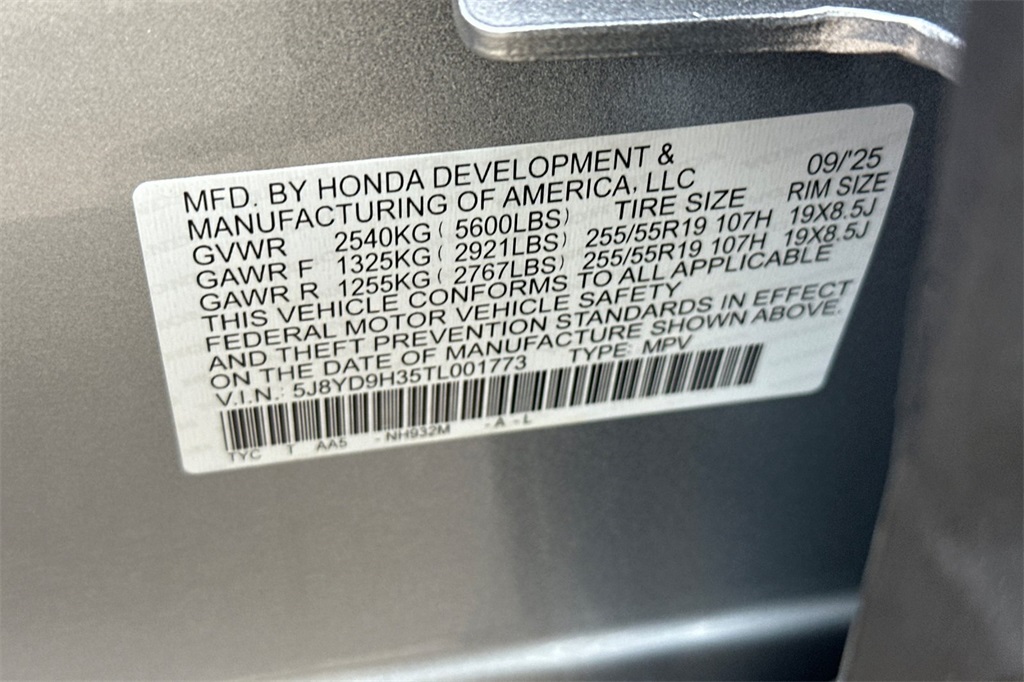 MFD. BY HONDA DEVELOPMENT & 09/'25
MANUFACTURING OF AMERICA, LLC
GVWR 2540KG ( 5600LBS) TIRE SIZE RIM SIZE
GAWR F 1325KG ( 2921LBS) 255/55R19 107H 19X8.5J
GAWR R 1255KG ( 2767LBS) 255/55R19 107H 19X8.5J
THIS VEHICLE CONFORMS TO ALL APPLICABLE
FEDERAL MOTOR VEHICLE SAFETY
AND THEFT PREVENTION STANDARDS IN EFFECT
ON THE DATE OF MANUFACTURE SHOWN ABOVE.
V.I.N.: 5J8YD9H35TL001773 TYPE: MPV
TYC T AA5 - NH932M - A - L